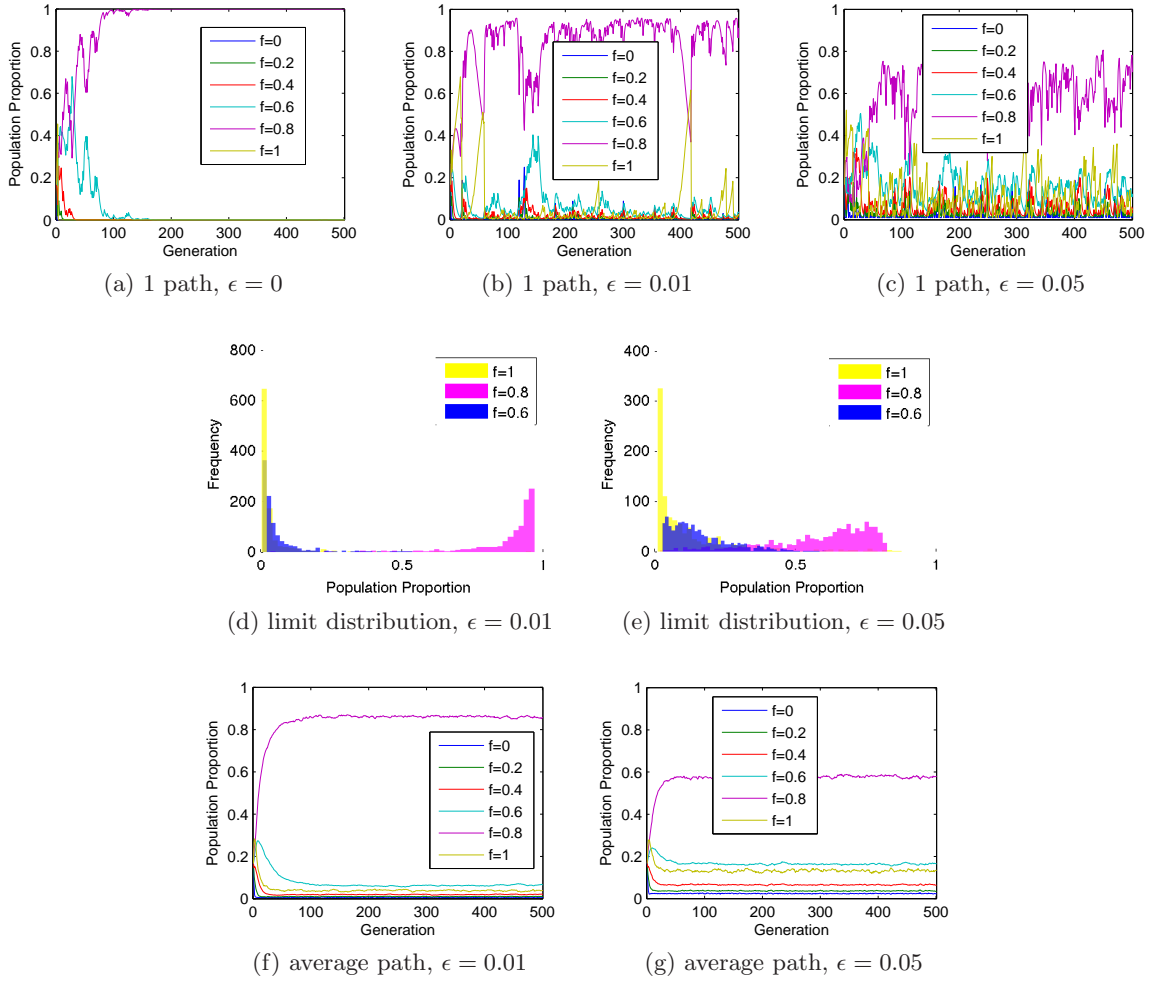 1
0.8
0.6
0.4
0.2
0
Population Proportion
0 100 200 300 400 500
Generation
f=0
f=0.2
f=0.4
f=0.6
f=0.8
f=1
(a) 1 path, ϵ = 0
1
0.8
0.6
0.4
0.2
0
Population Proportion
0 100 200 300 400 500
Generation
f=0
f=0.2
f=0.4
f=0.6
f=0.8
f=1
(b) 1 path, ϵ = 0.01
1
0.8
0.6
0.4
0.2
0
Population Proportion
0 100 200 300 400 500
Generation
f=0
f=0.2
f=0.4
f=0.6
f=0.8
f=1
(c) 1 path, ϵ = 0.05
800
600
400
200
0
Frequency
0 0.5 1
Population Proportion
f=1
f=0.8
f=0.6
(d) limit distribution, ϵ = 0.01
400
300
200
100
0
Frequency
0 0.5 1
Population Proportion
f=1
f=0.8
f=0.6
(e) limit distribution, ϵ = 0.05
1
0.8
0.6
0.4
0.2
0
Population Proportion
0 100 200 300 400 500
Generation
f=0
f=0.2
f=0.4
f=0.6
f=0.8
f=1
(f) average path, ϵ = 0.01
1
0.8
0.6
0.4
0.2
0
Population Proportion
0 100 200 300 400 500
Generation
f=0
f=0.2
f=0.4
f=0.6
f=0.8
f=1
(g) average path, ϵ = 0.05